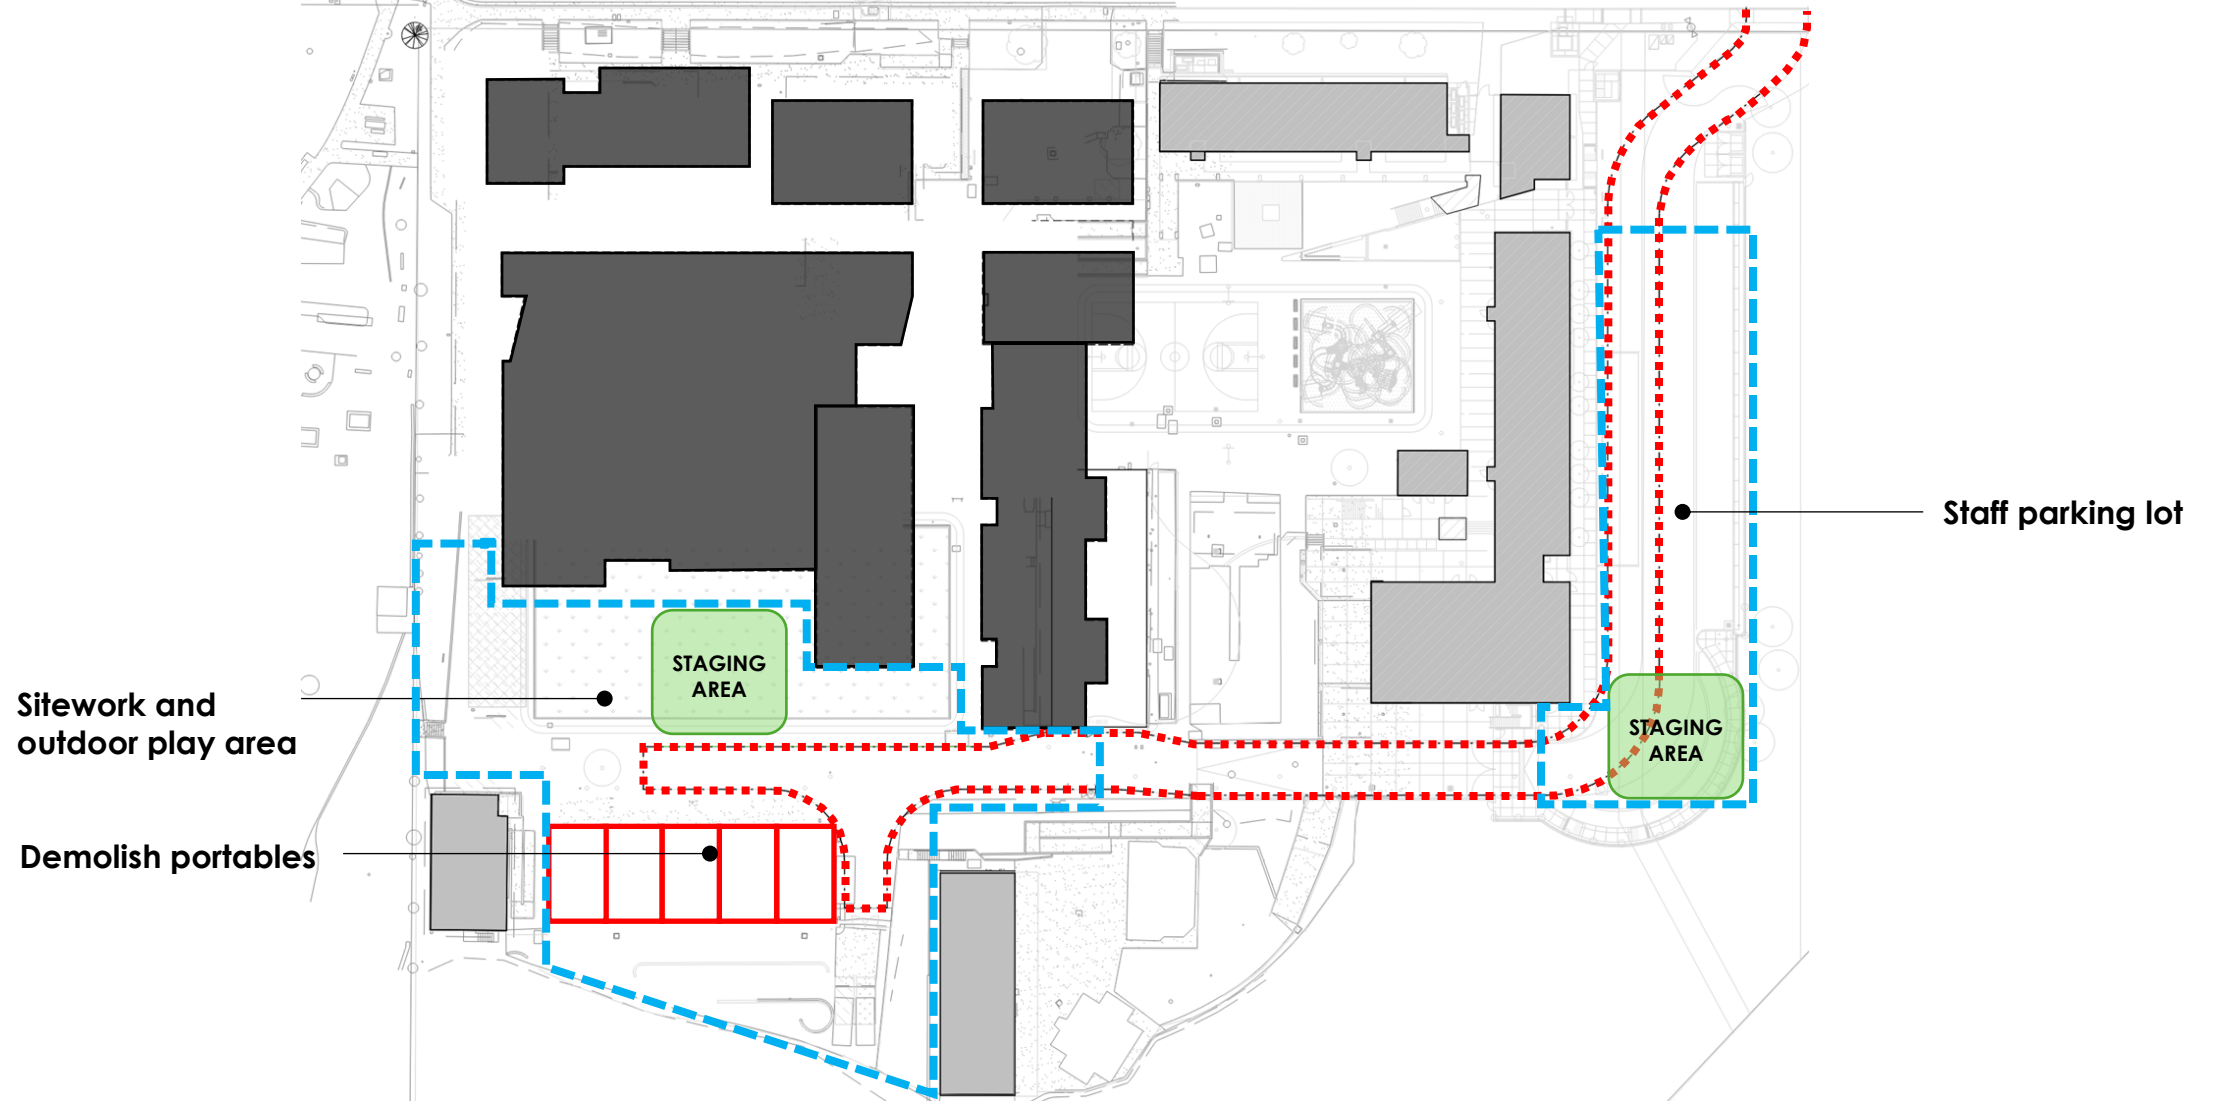 Staff parking lot
STAGING
AREA
Sitework and
outdoor play area
STAGING
AREA
Demolish portables